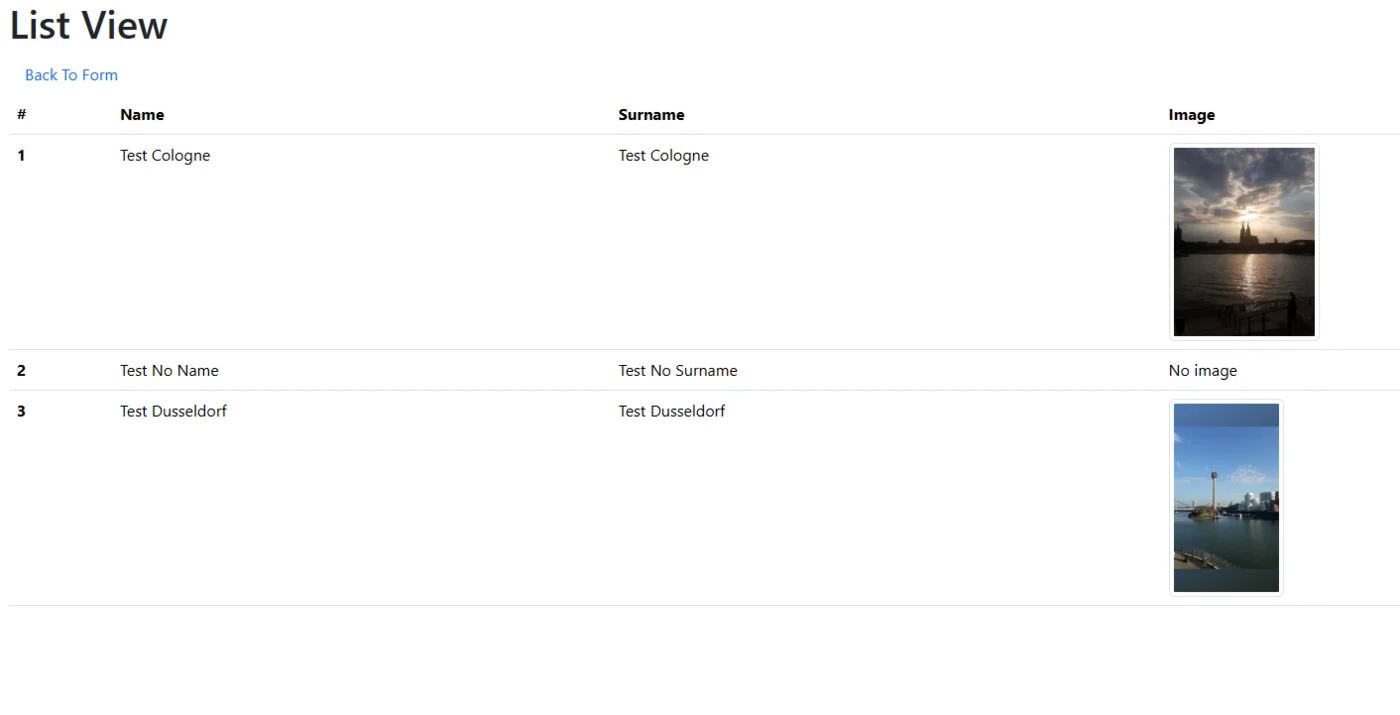 List View
Back To Form
# Name Surname Image
1 Test Cologne Test Cologne
2 Test No Name Test No Surname No image
3 Test Dusseldorf Test Dusseldorf